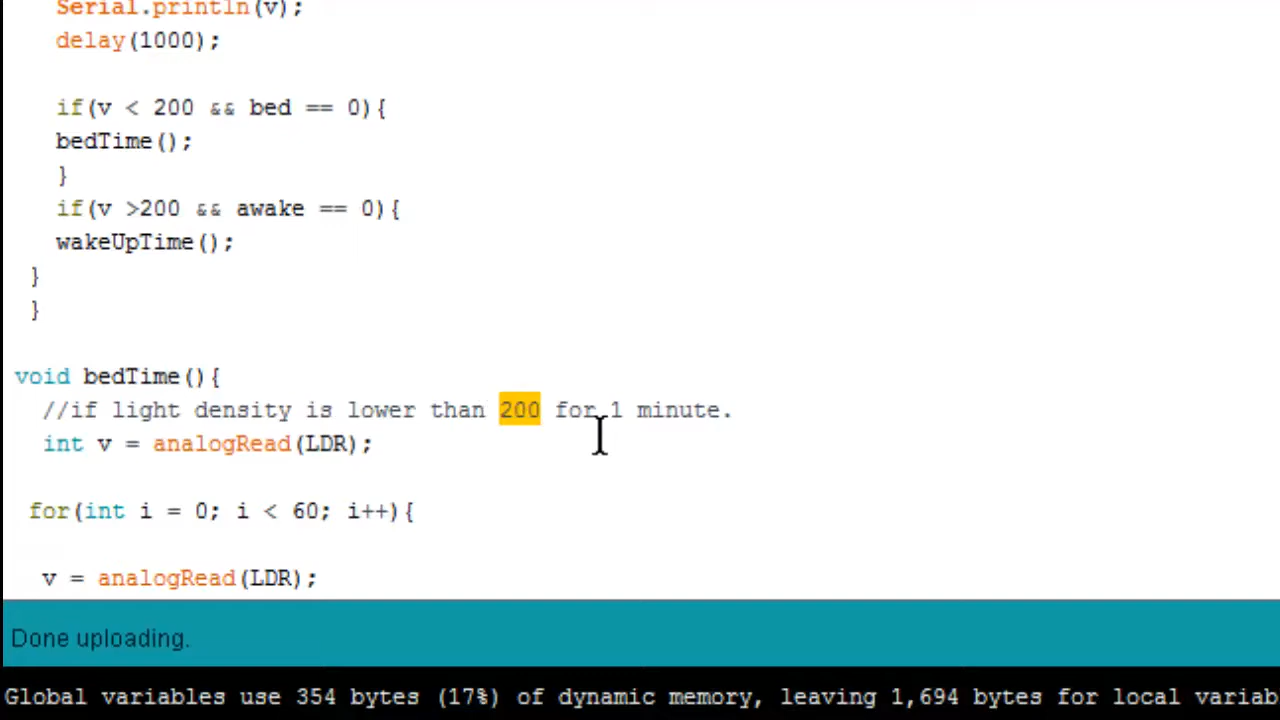 Serial.println(v);
delay(1000);
if(v < 200 && bed == 0){
bedTime();
}
if(v >200 && awake == 0){
wakeUpTime();
}
}
void bedTime(){
//if light density is lower than 200 for 1 minute.
int v = analogRead(LDR);
for(int i = 0; i < 60; i++){
v = analogRead(LDR);
Done uploading.
Global variables use 354 bytes (17%) of dynamic memory, leaving 1,694 bytes for local variab